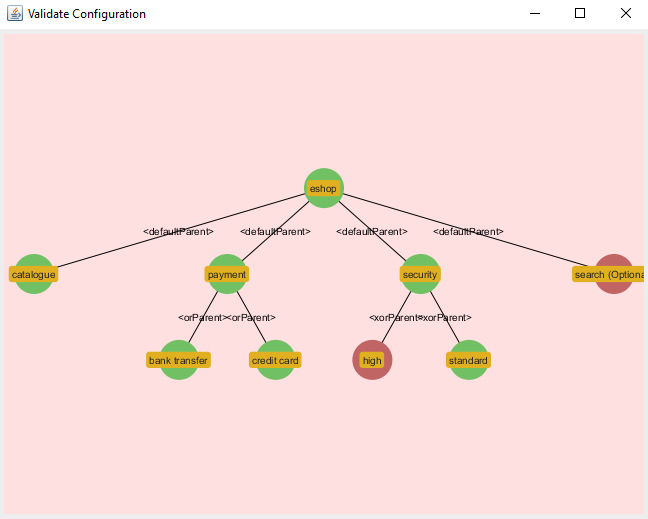 Validate Configuration
eshop
<defaultParent>
<defaultParent>
<defaultParent>
<defaultParent>
catalogue
payment
security
search (Optiona
<orParent>
<orParent>
<xorParent>
<xorParent>
bank transfer
credit card
high
standard